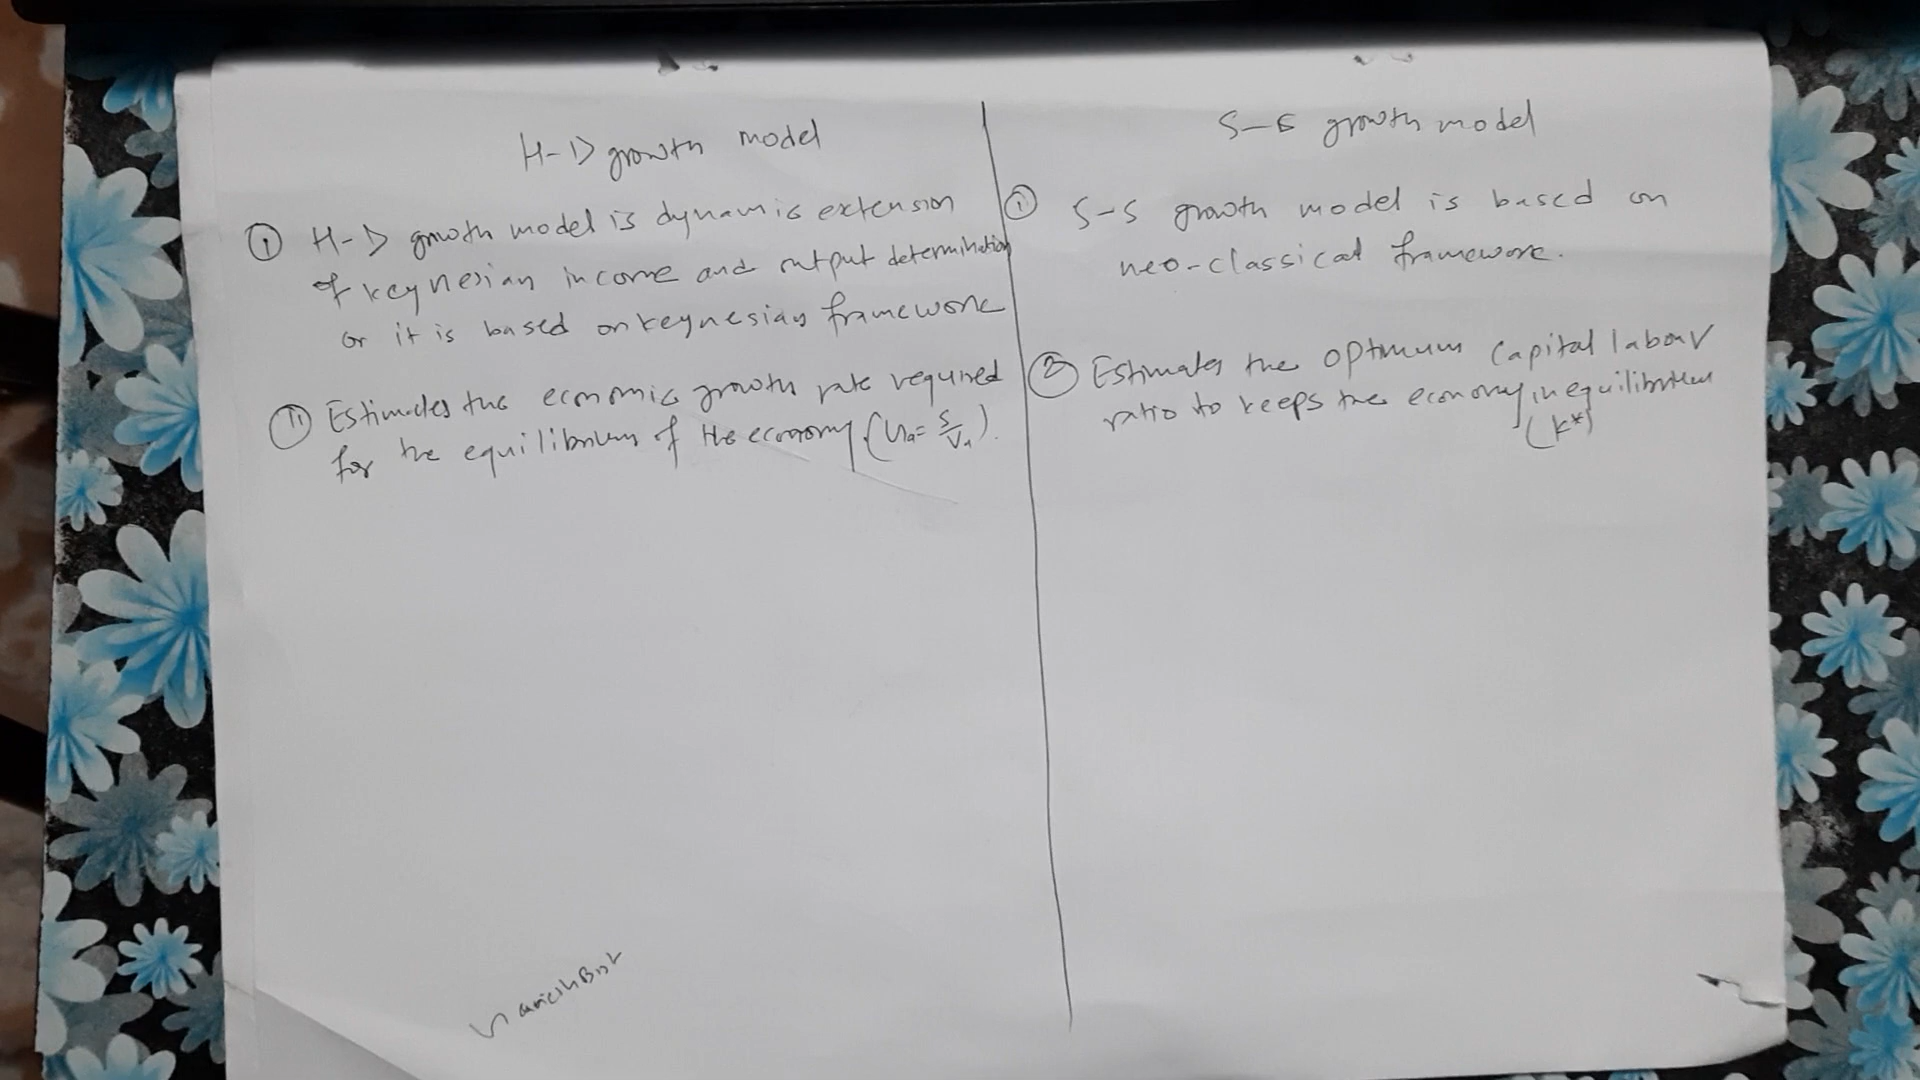 H-D growth model
① H-D growth model is dynamic extension
of keynesian income and output determination
or it is based on keynesian framework
⑪ Estimates the economic growth rate required
for the equilibrium of the economy (Ga = s/Vr).
S-S growth model
① S-S growth model is based on
neo-classical framework.
② Estimates the optimum capital labour
ratio to keeps the economy in equilibrium
(k*)